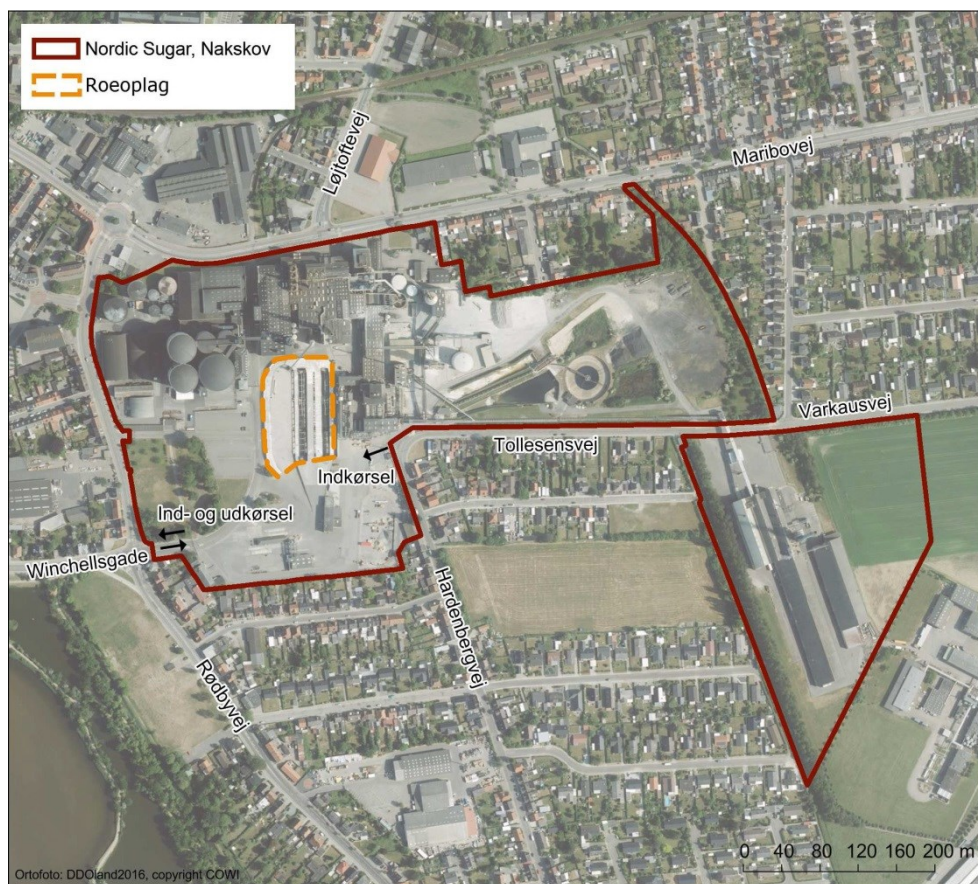 Nordic Sugar, Nakskov
Roeoplag
Løjtoftevej
Maribovej
Varkausvej
Tollesensvej
Indkørsel
Ind- og udkørsel
Winchellsgade
Hardenbergvej
Rødbyvej
0 40 80 120 160 200 m
Ortofoto: DDOland2016, copyright COWI